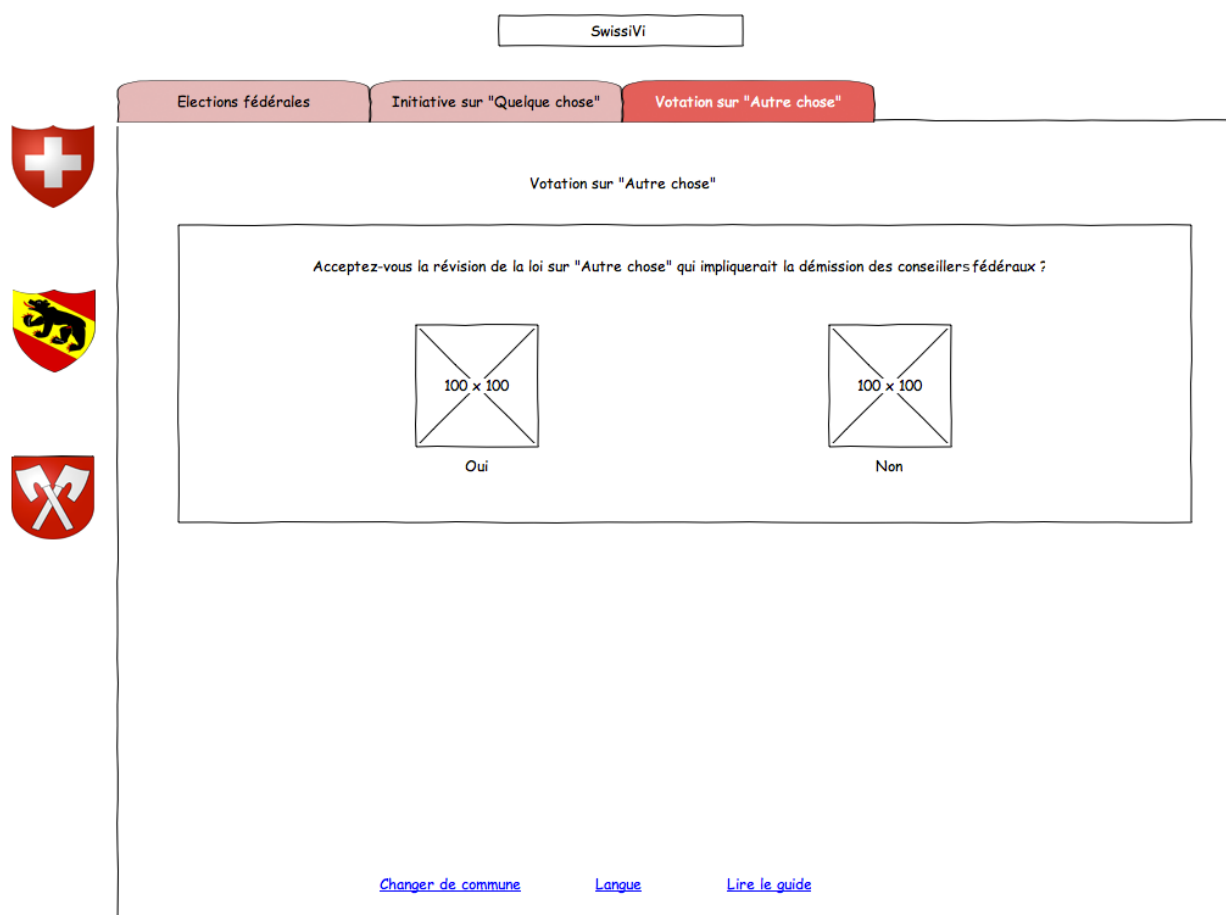 SwissiVi
Elections fédérales
Initiative sur "Quelque chose"
Votation sur "Autre chose"
Votation sur "Autre chose"
Acceptez-vous la révision de la loi sur "Autre chose" qui impliquerait la démission des conseillers fédéraux ?
100 x 100
100 x 100
Oui
Non
Changer de commune
Langue
Lire le guide